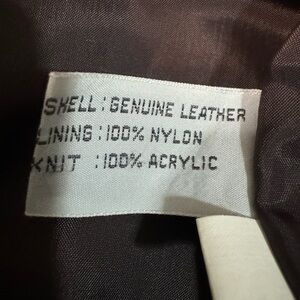 SHELL : GENUINE LEATHER
LINING : 100% NYLON
KNIT : 100% ACRYLIC